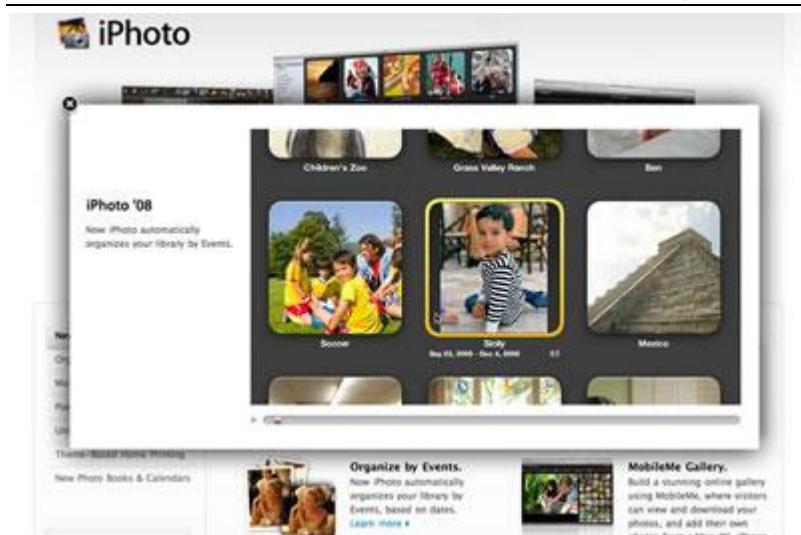 iPhoto
Children's Zoo
Grass Valley Ranch
Ben
iPhoto '08
Now iPhoto automatically
organizes your library by Events.
Soccer
Sicily
Mexico
Theme-Based Home Printing
New Photo Books & Calendars
Organize by Events.
Now iPhoto automatically
organizes your library by
Events, based on dates.
Learn more
MobileMe Gallery.
Build a stunning online gallery
using MobileMe, where visitors
can view and download your
photos, and add their own